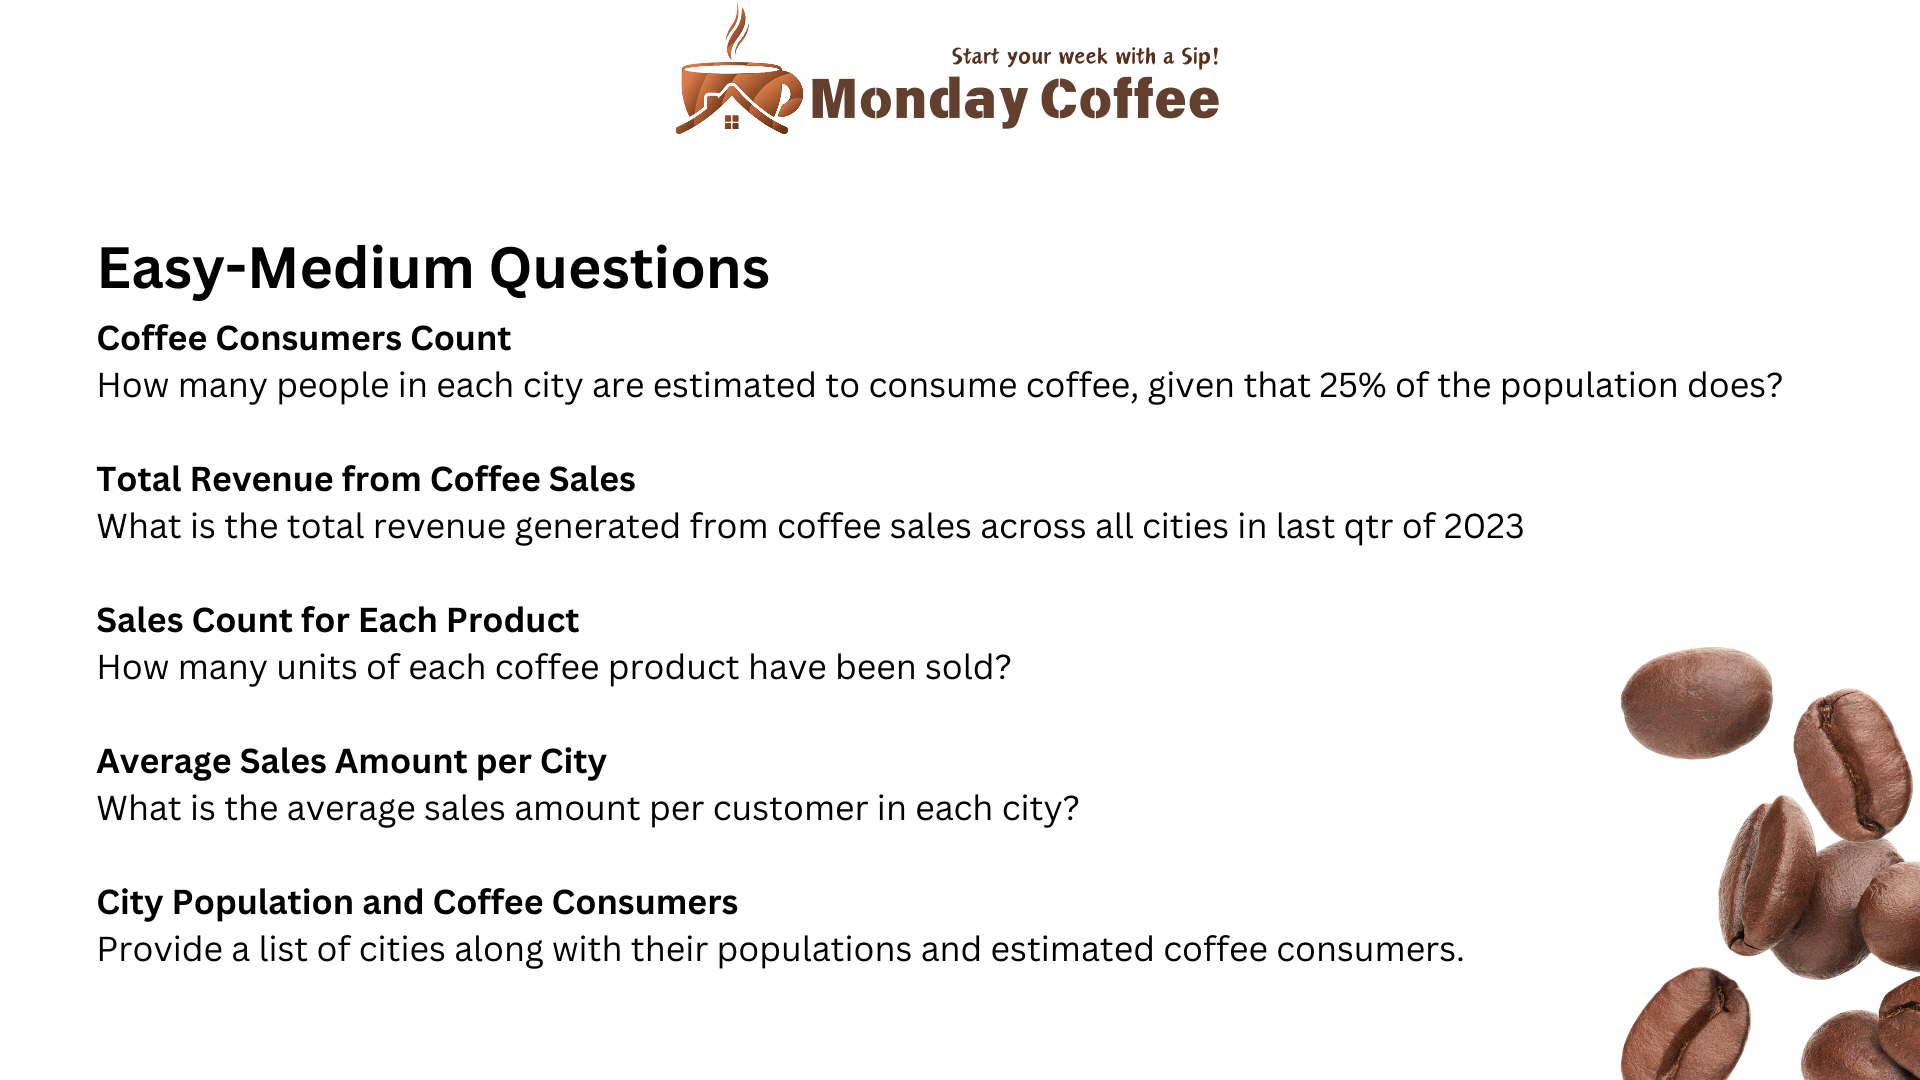 Start your week with a Sip!
Monday Coffee
Easy-Medium Questions
Coffee Consumers Count
How many people in each city are estimated to consume coffee, given that 25% of the population does?
Total Revenue from Coffee Sales
What is the total revenue generated from coffee sales across all cities in last qtr of 2023
Sales Count for Each Product
How many units of each coffee product have been sold?
Average Sales Amount per City
What is the average sales amount per customer in each city?
City Population and Coffee Consumers
Provide a list of cities along with their populations and estimated coffee consumers.